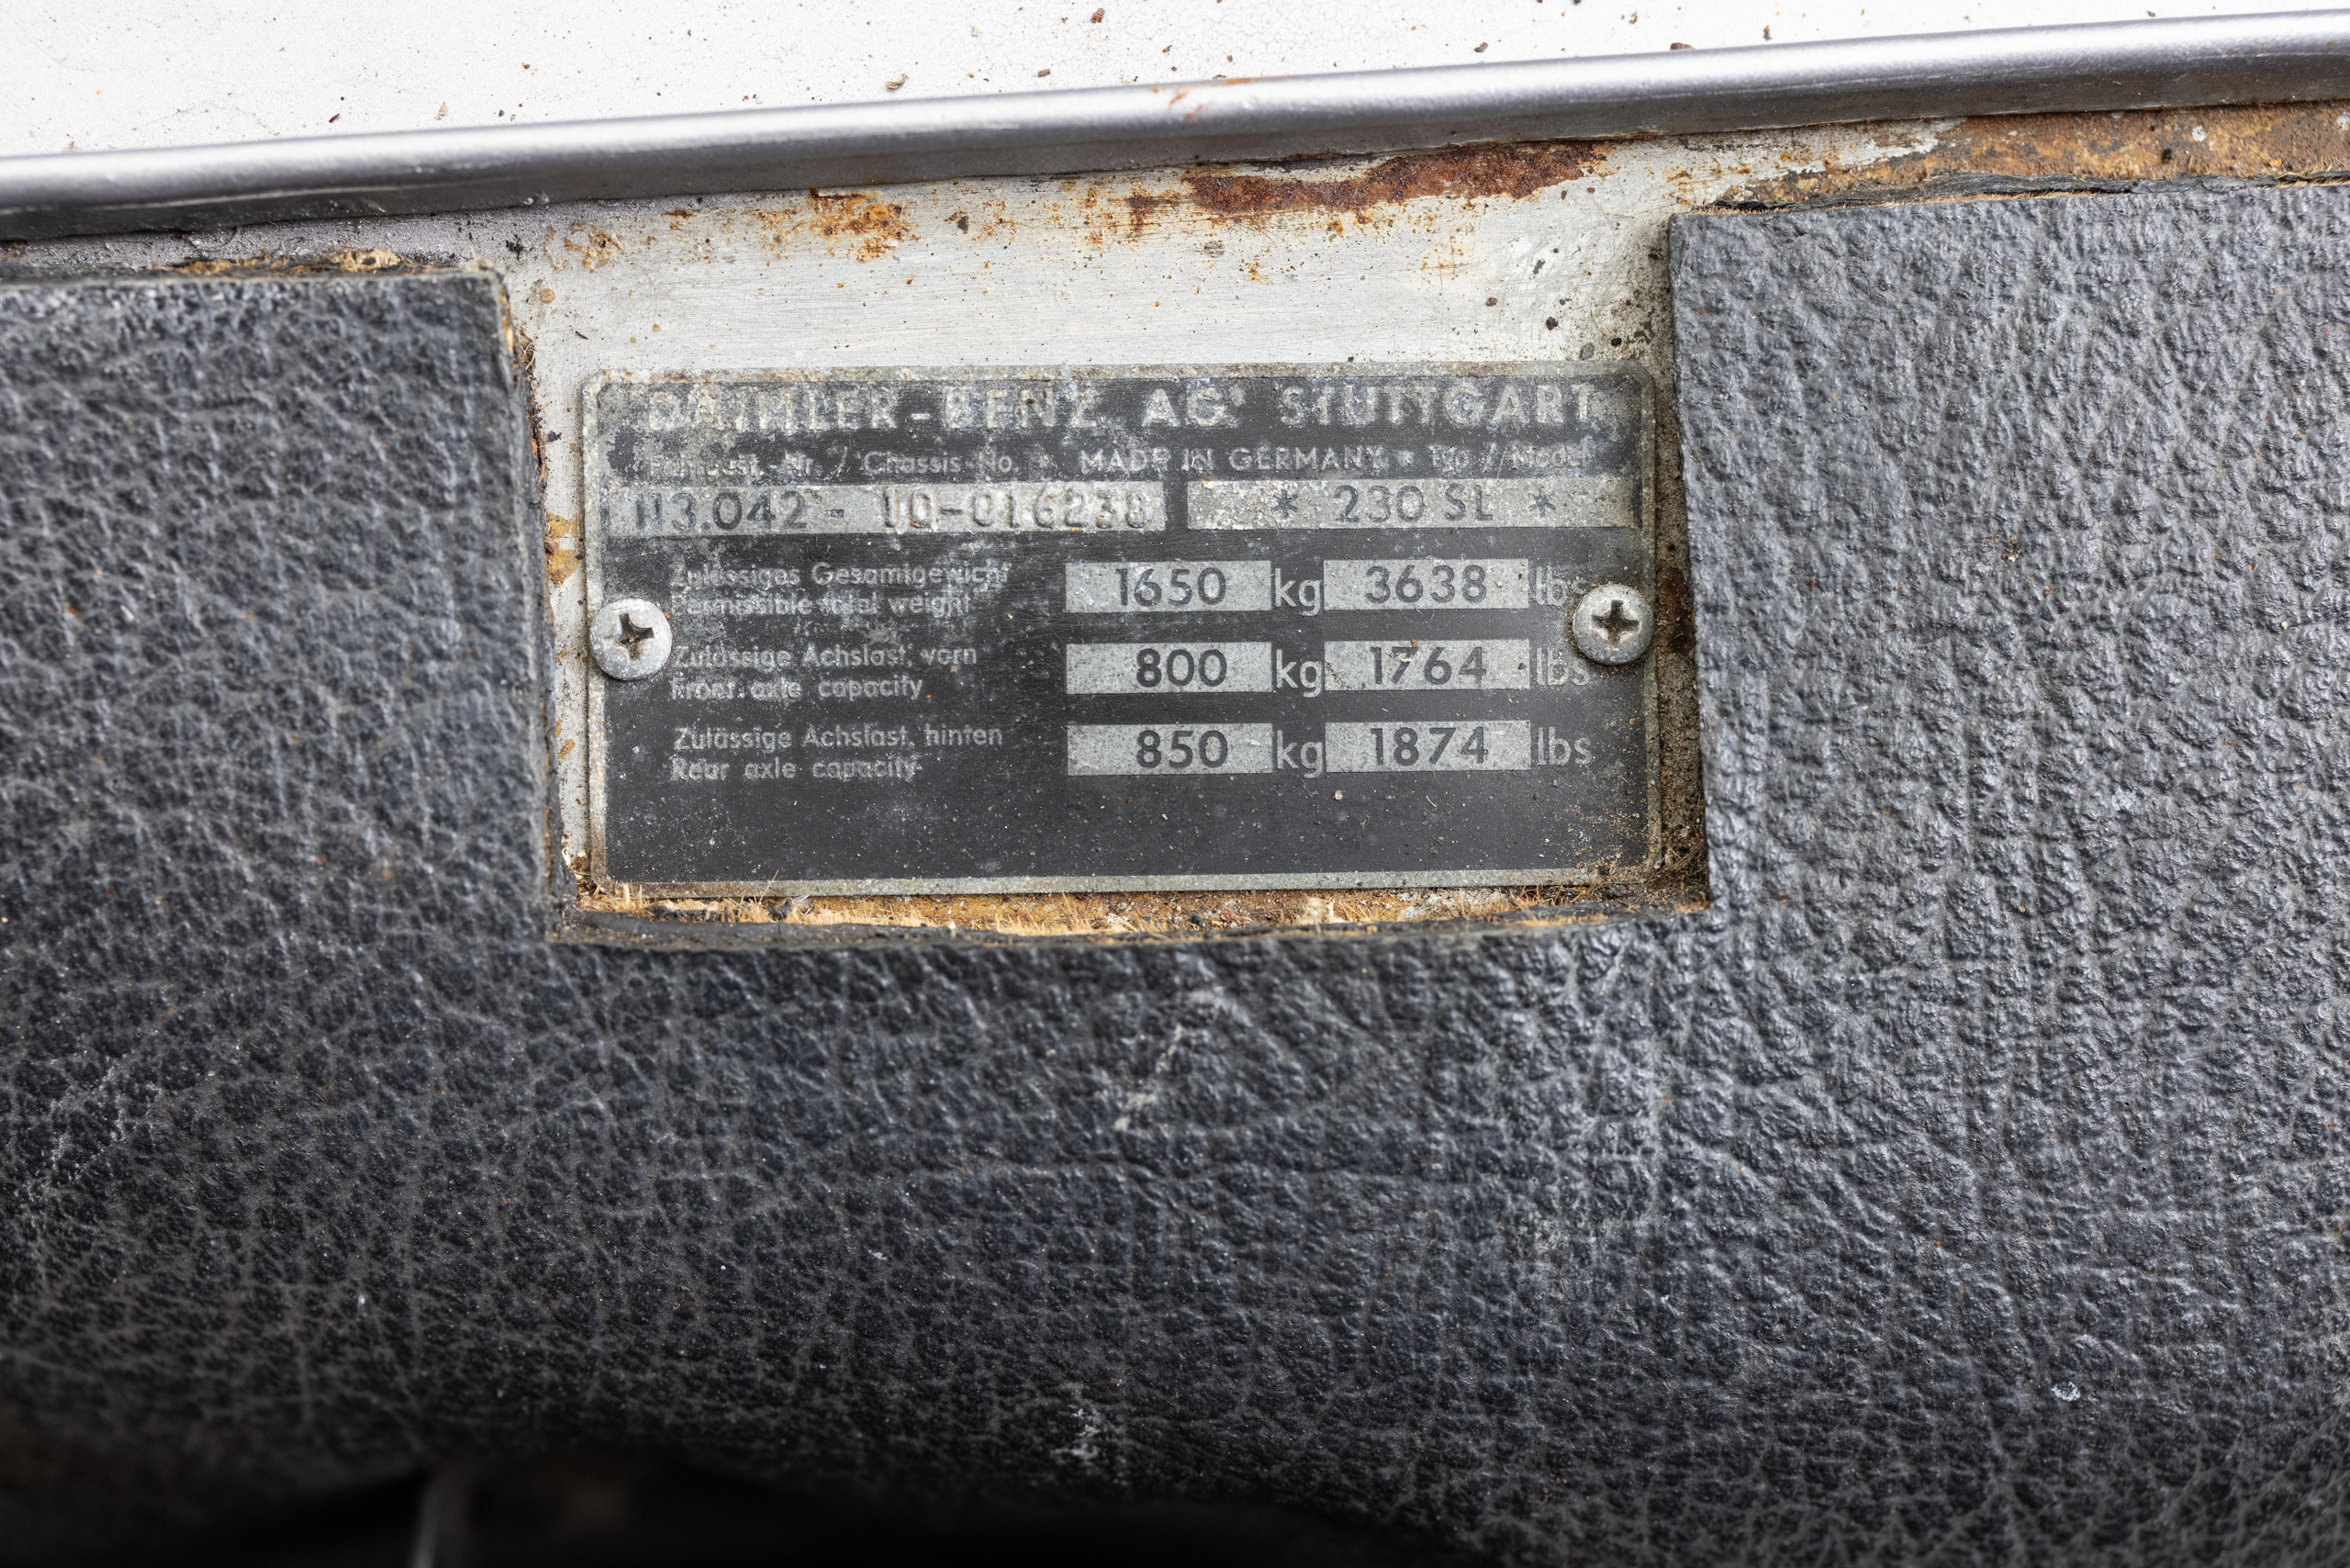 DAIMLER-BENZ AG' STUTTGART
Fahrgest.-Nr. / Chassis No. • MADE IN GERMANY • Typ / Model
113.042 - 10-016238 * 230 SL *
Zulässiges Gesamtgewicht 1650 kg 3638 lbs
Permissible total weight
Zulässige Achslast, vorn 800 kg 1764 lbs
Front axle capacity
Zulässige Achslast, hinten 850 kg 1874 lbs
Rear axle capacity